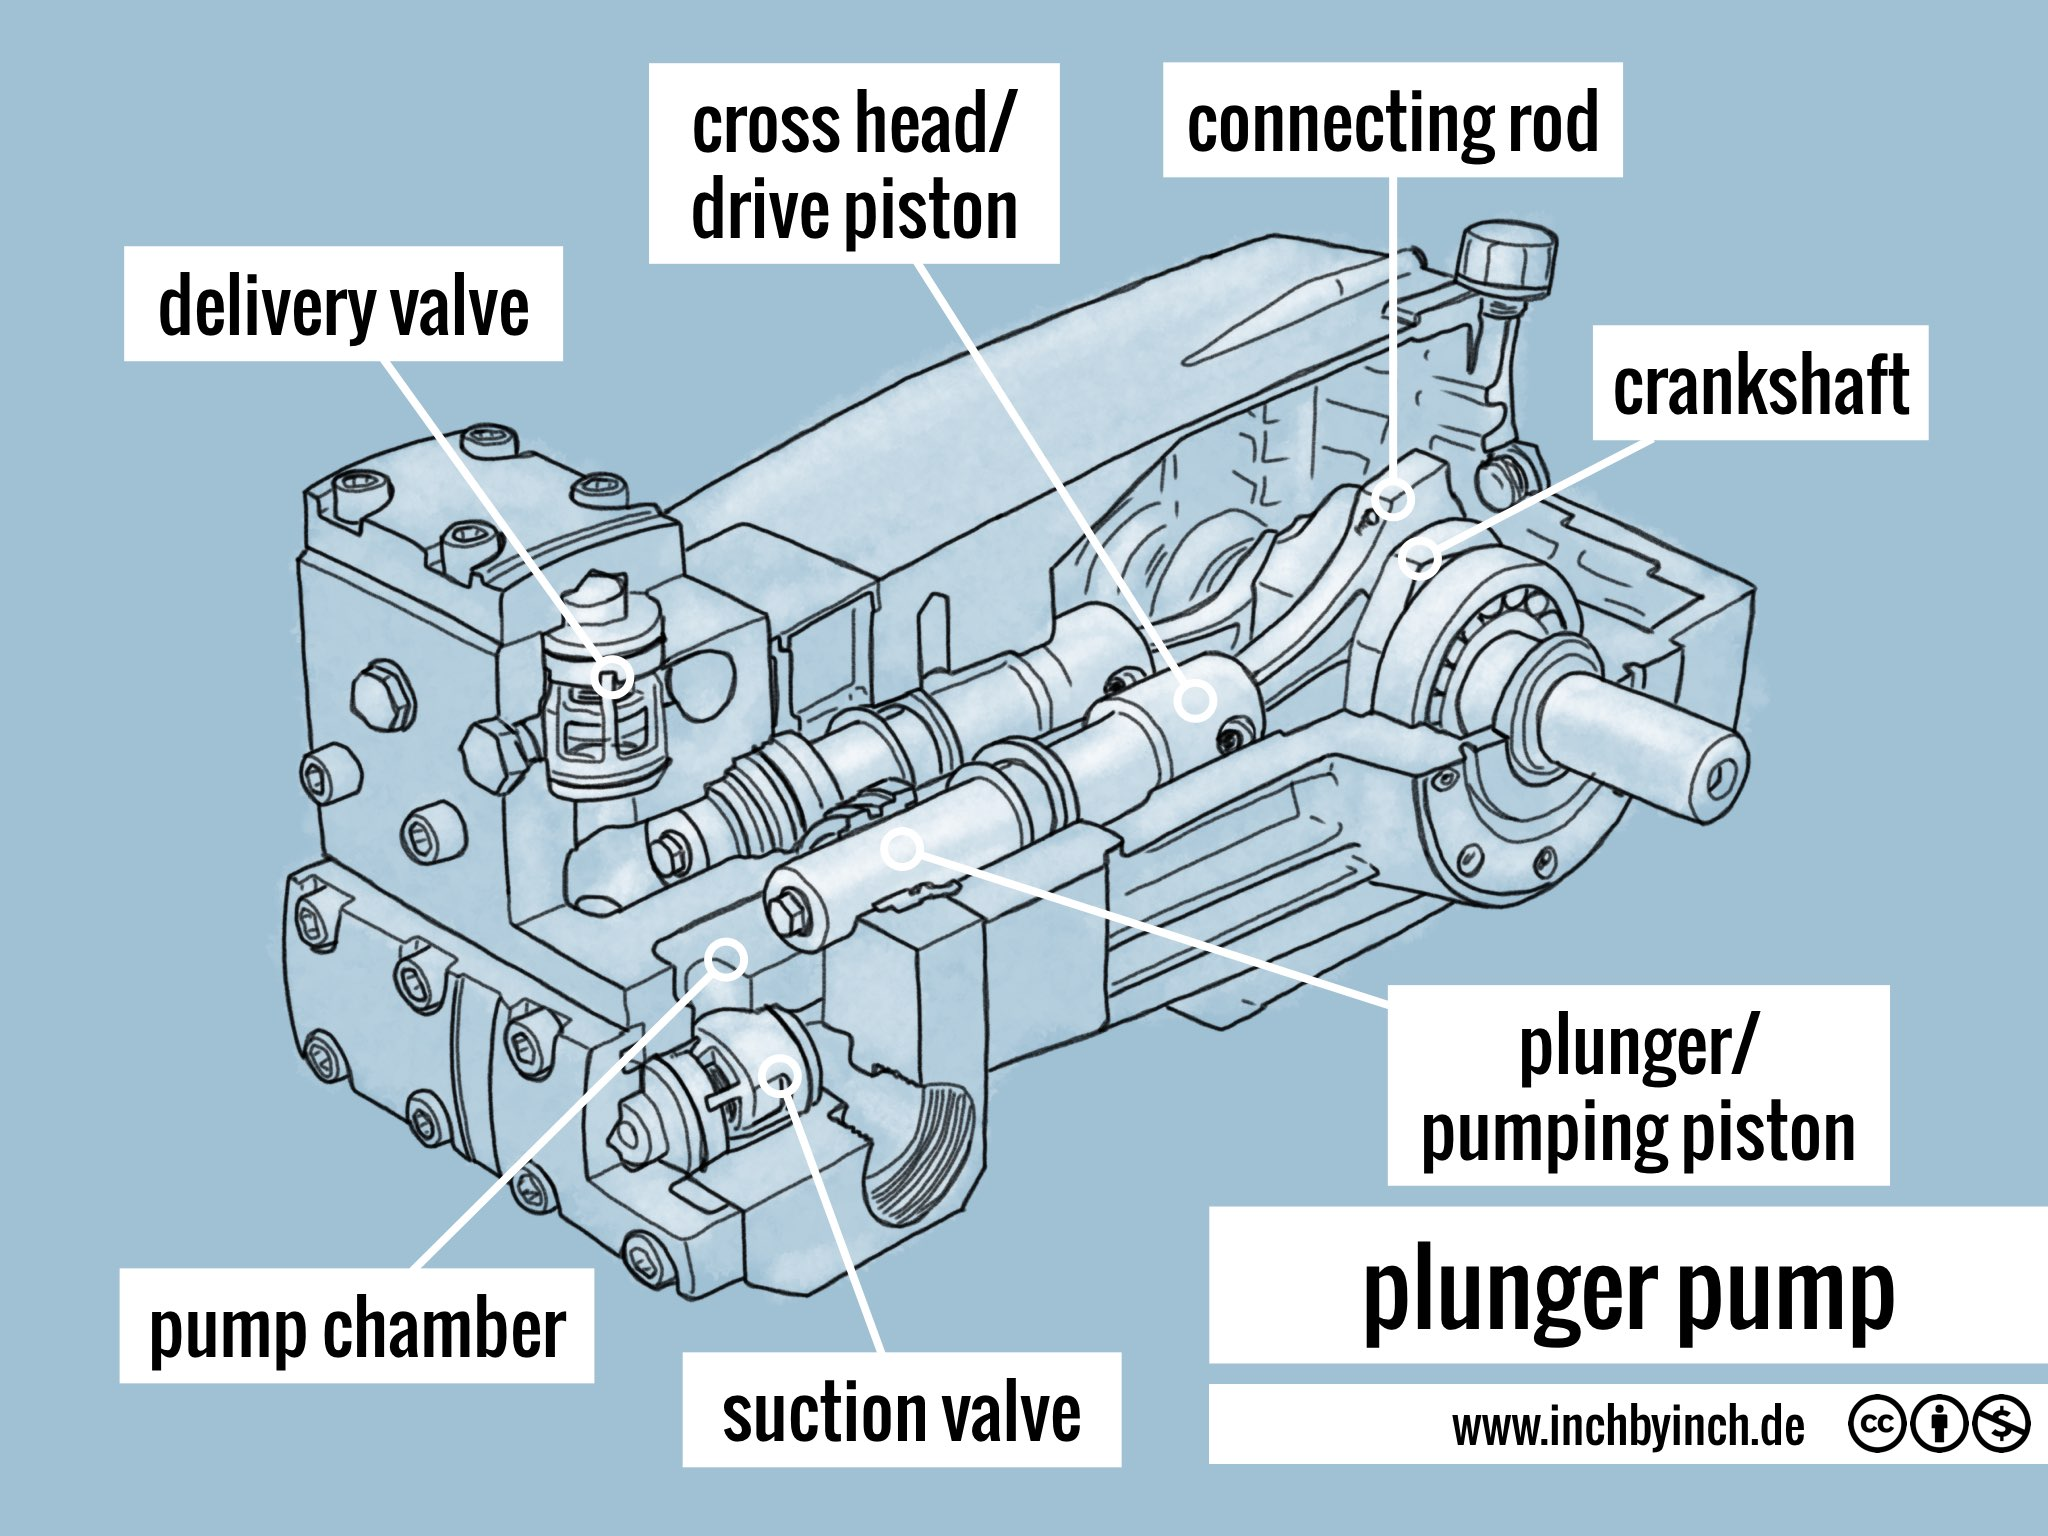 cross head/
drive piston
connecting rod
delivery valve
crankshaft
plunger/
pumping piston
pump chamber
suction valve
plunger pump
www.inchbyinch.de
cc
$